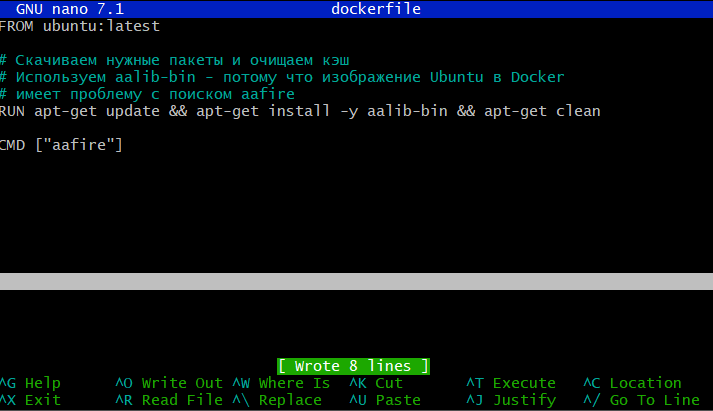 GNU nano 7.1 dockerfile
FROM ubuntu:latest
# Скачиваем нужные пакеты и очищаем кэш
# Используем aalib-bin – потому что изображение Ubuntu в Docker
# имеет проблему с поиском aafire
RUN apt-get update && apt-get install -y aalib-bin && apt-get clean
CMD ["aafire"]
[ Wrote 8 lines ]
^G Help ^O Write Out ^W Where Is ^K Cut ^T Execute ^C Location
^X Exit ^R Read File ^\ Replace ^U Paste ^J Justify ^/ Go To Line